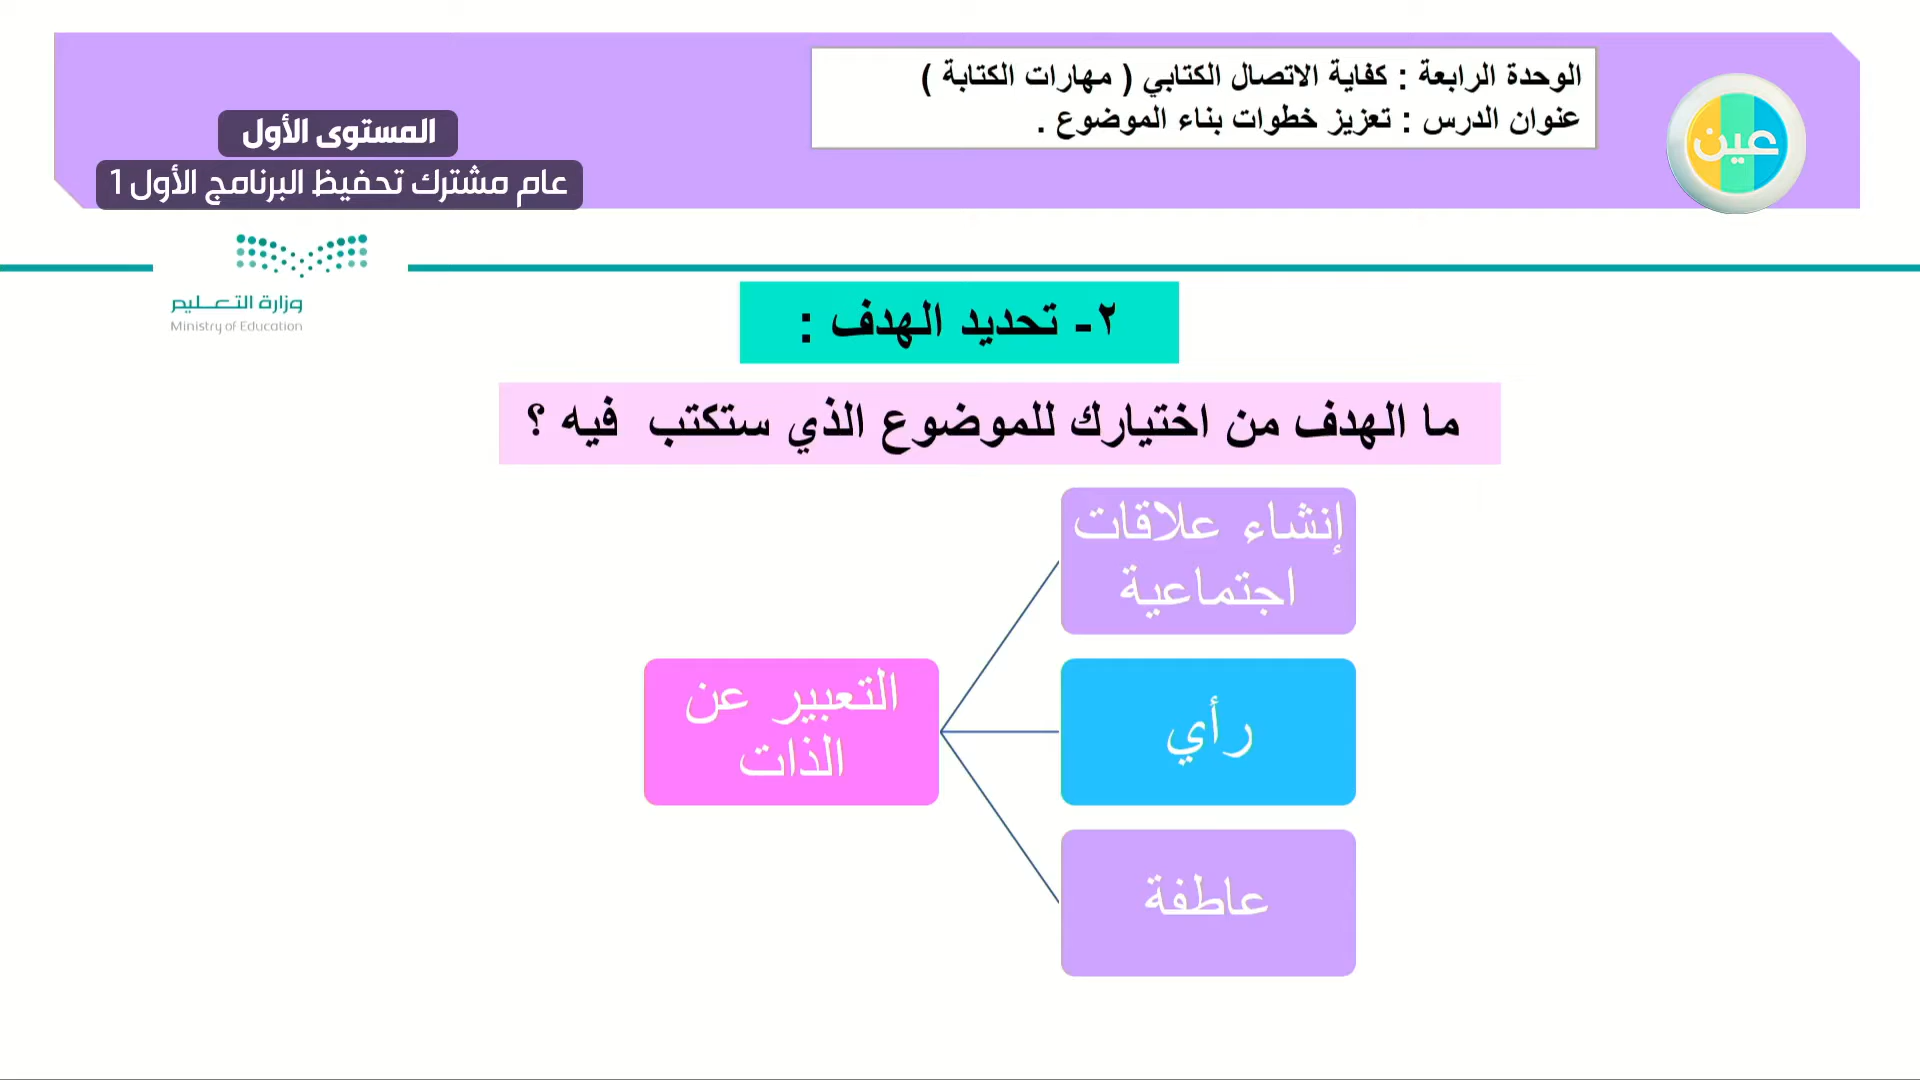 الوحدة الرابعة : كفاية الاتصال الكتابي ( مهارات الكتابة )
عنوان الدرس : تعزيز خطوات بناء الموضوع .
عين
المستوى الأول
عام مشترك تحفيظ البرنامج الأول 1
وزارة التعليم
Ministry of Education
٢- تحديد الهدف :
ما الهدف من اختيارك للموضوع الذي ستكتب فيه ؟
إنشاء علاقات
اجتماعية
رأي
عاطفة
التعبير عن
الذات